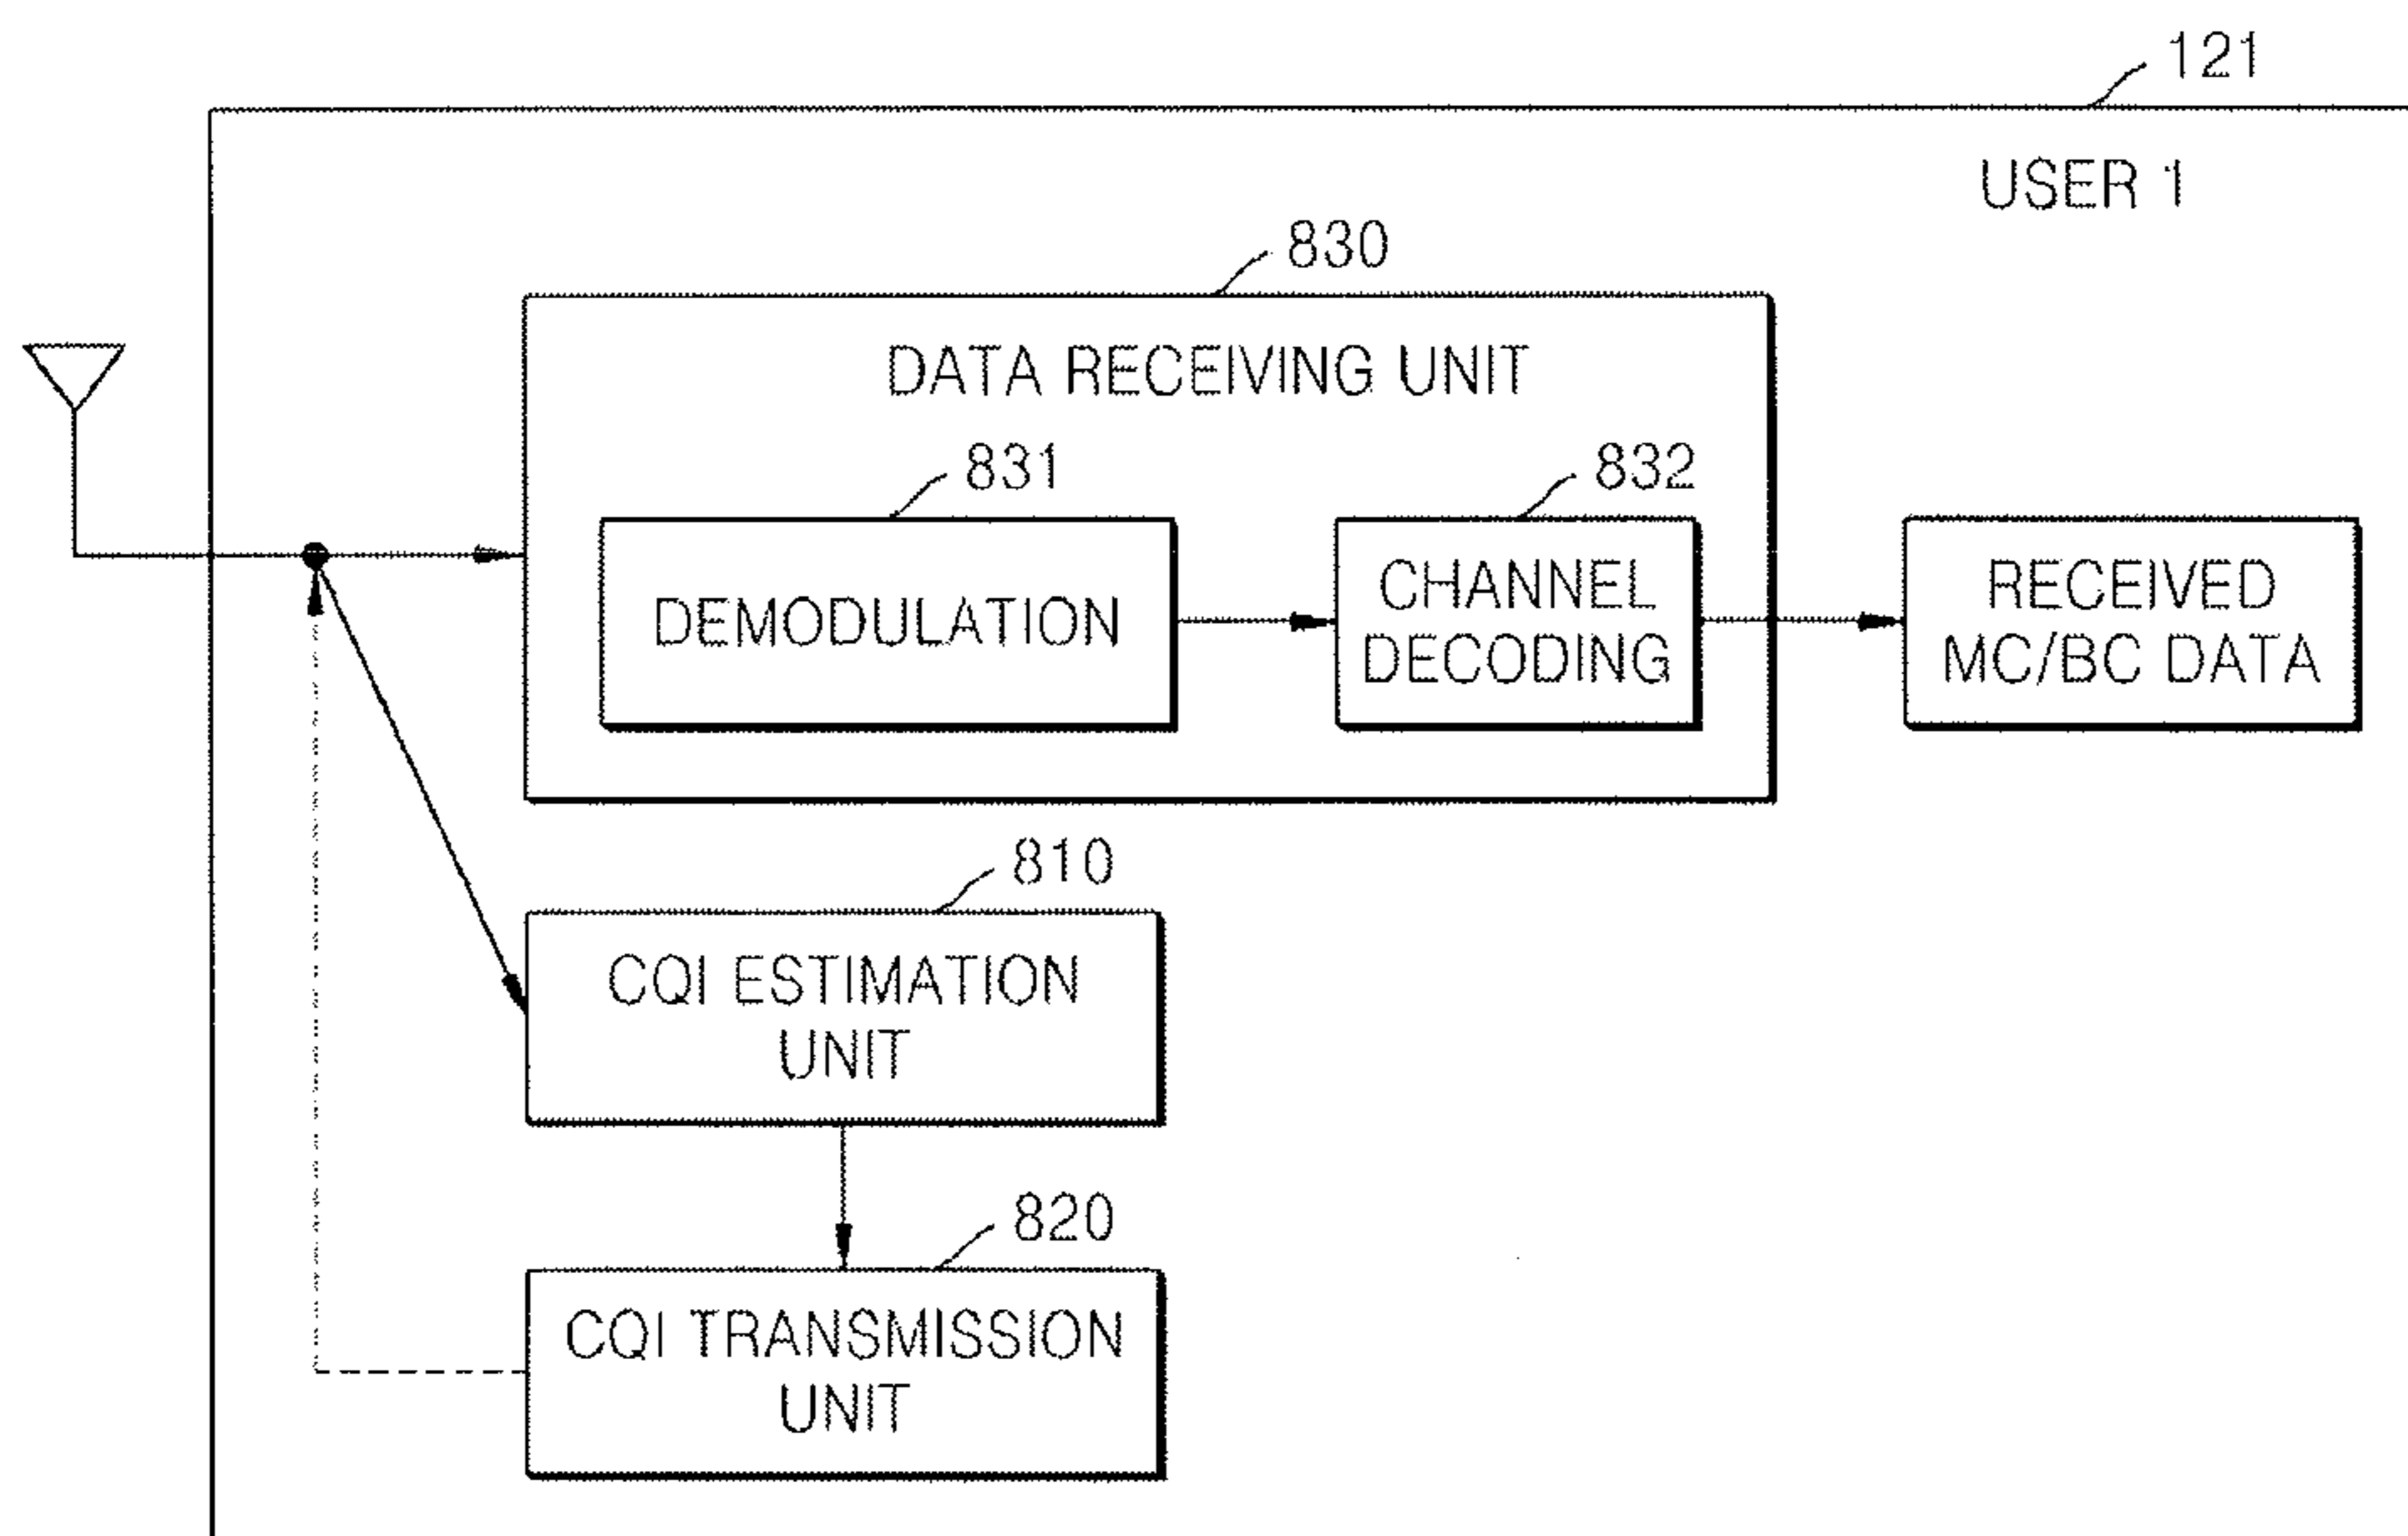 121
USER 1
830
DATA RECEIVING UNIT
831
832
DEMODULATION
CHANNEL
DECODING
RECEIVED
MC/BC DATA
810
CQI ESTIMATION
UNIT
820
CQI TRANSMISSION
UNIT